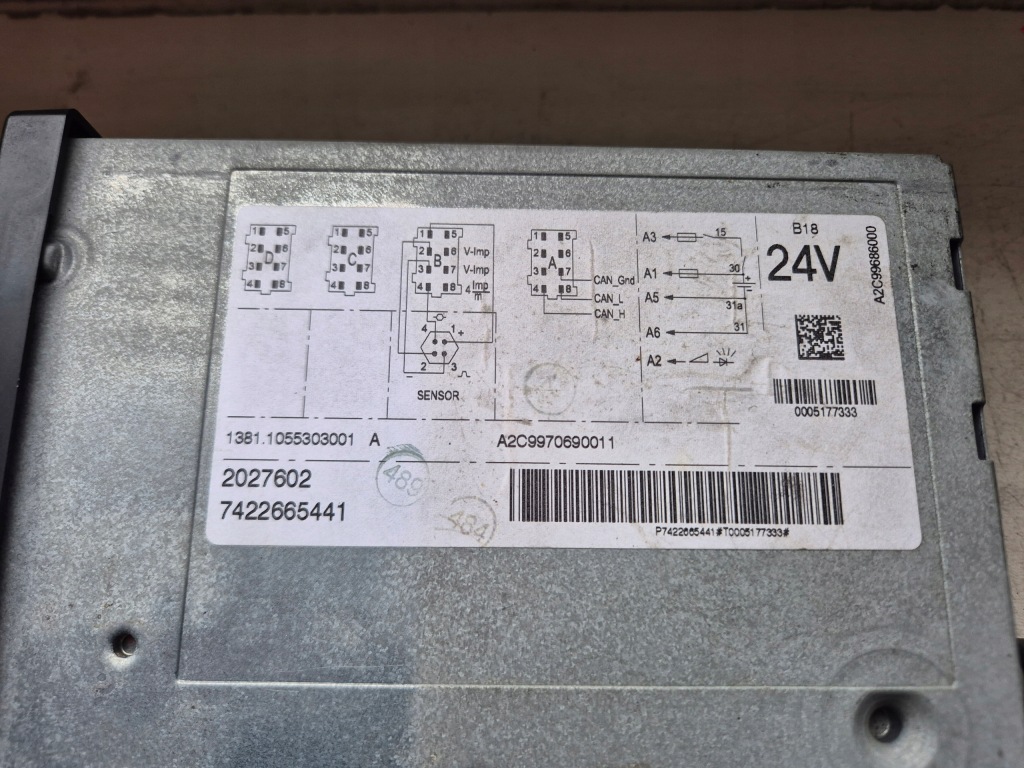 1 5
2 6
D
3 7
4 8
1 5
2 6
C
3 7
4 8
1 5
2 6 V-Imp
B
3 7 V-Imp
4 8 4 Imp
m
1 5
2 6
A
3 7
4 8
CAN_Gnd
CAN_L
CAN_H
4 1 +
2 3
SENSOR
A3 15
A1 30
+
A5 31a
A6 31
A2
B18
24V
A2C99686000
0005177333
1381.1055303001 A
A2C9970690011
2027602
7422665441
489
484
P7422665441#T0005177333#